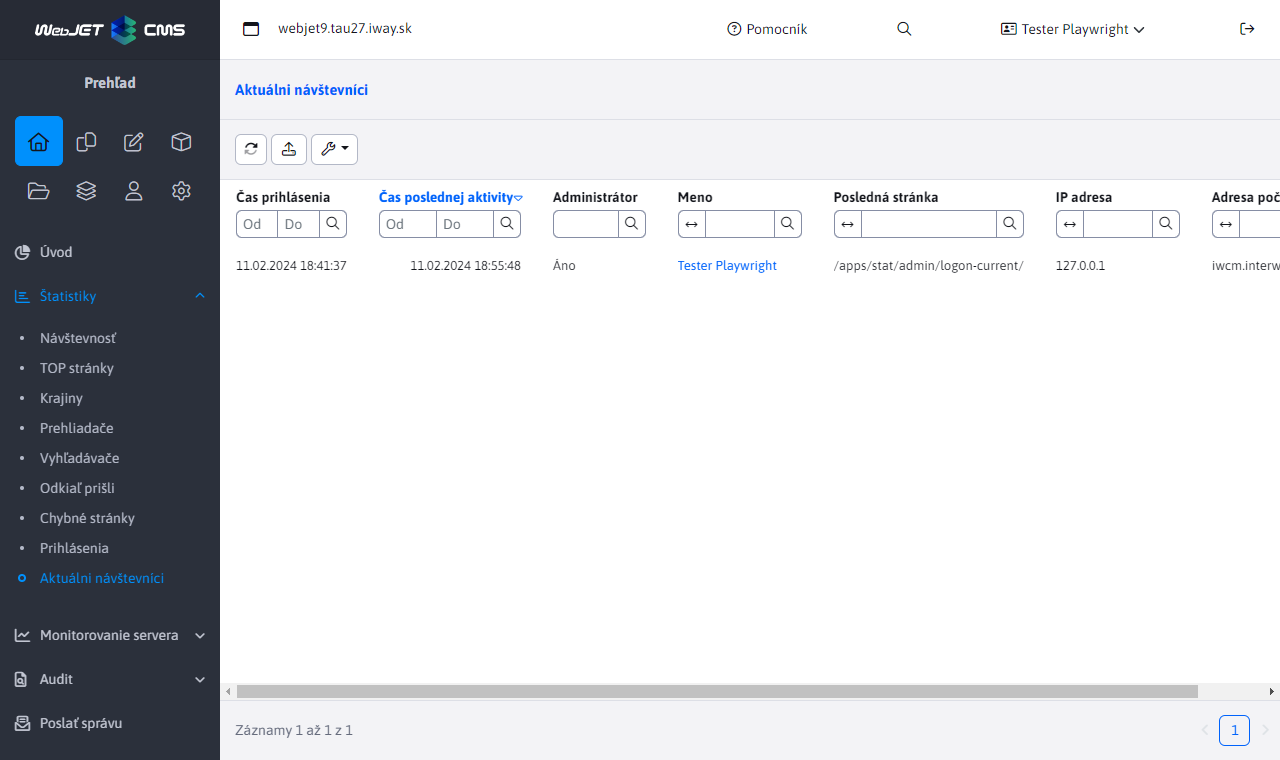 WebJET CMS
webjet9.tau27.iway.sk
Pomocník
Tester Playwright
Prehľad
Úvod
Štatistiky
Návštevnosť
TOP stránky
Krajiny
Prehliadače
Vyhľadávače
Odkiaľ prišli
Chybné stránky
Prihlásenia
Aktuálni návštevníci
Monitorovanie servera
Audit
Poslať správu
Aktuálni návštevníci
Čas prihlásenia Čas poslednej aktivity Administrátor Meno Posledná stránka IP adresa Adresa poč
Od Do Od Do
11.02.2024 18:41:37 11.02.2024 18:55:48 Áno Tester Playwright /apps/stat/admin/logon-current/ 127.0.0.1 iwcm.interw
Záznamy 1 až 1 z 1
1